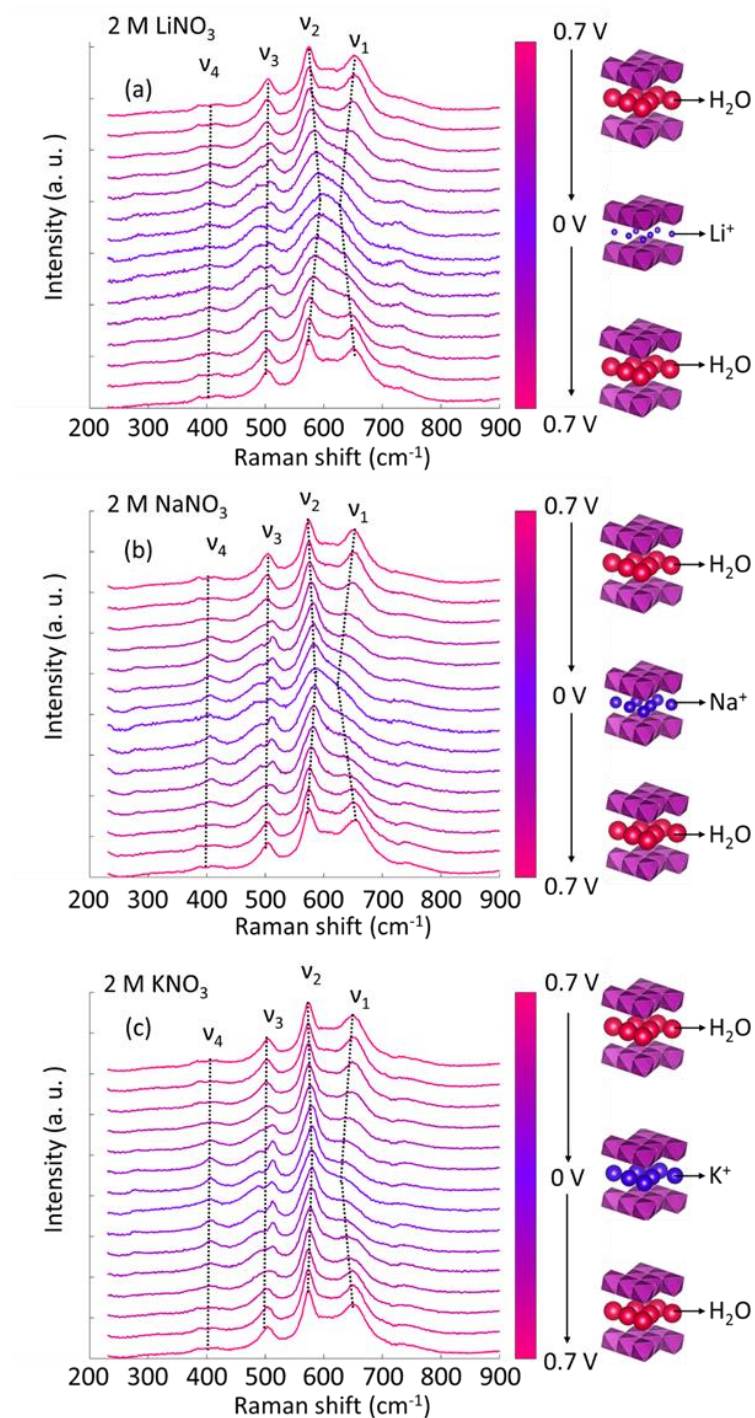 2 M LiNO₃
ν₄
ν₃
ν₂
ν₁
(a)
Intensity (a. u. )
200 300 400 500 600 700 800 900
Raman shift (cm⁻¹)
0.7 V
0 V
0.7 V
H₂O
Li⁺
H₂O
2 M NaNO₃
ν₄
ν₃
ν₂
ν₁
(b)
Intensity (a. u. )
200 300 400 500 600 700 800 900
Raman shift (cm⁻¹)
0.7 V
0 V
0.7 V
H₂O
Na⁺
H₂O
2 M KNO₃
ν₄
ν₃
ν₂
ν₁
(c)
Intensity (a. u. )
200 300 400 500 600 700 800 900
Raman shift (cm⁻¹)
0.7 V
0 V
0.7 V
H₂O
K⁺
H₂O